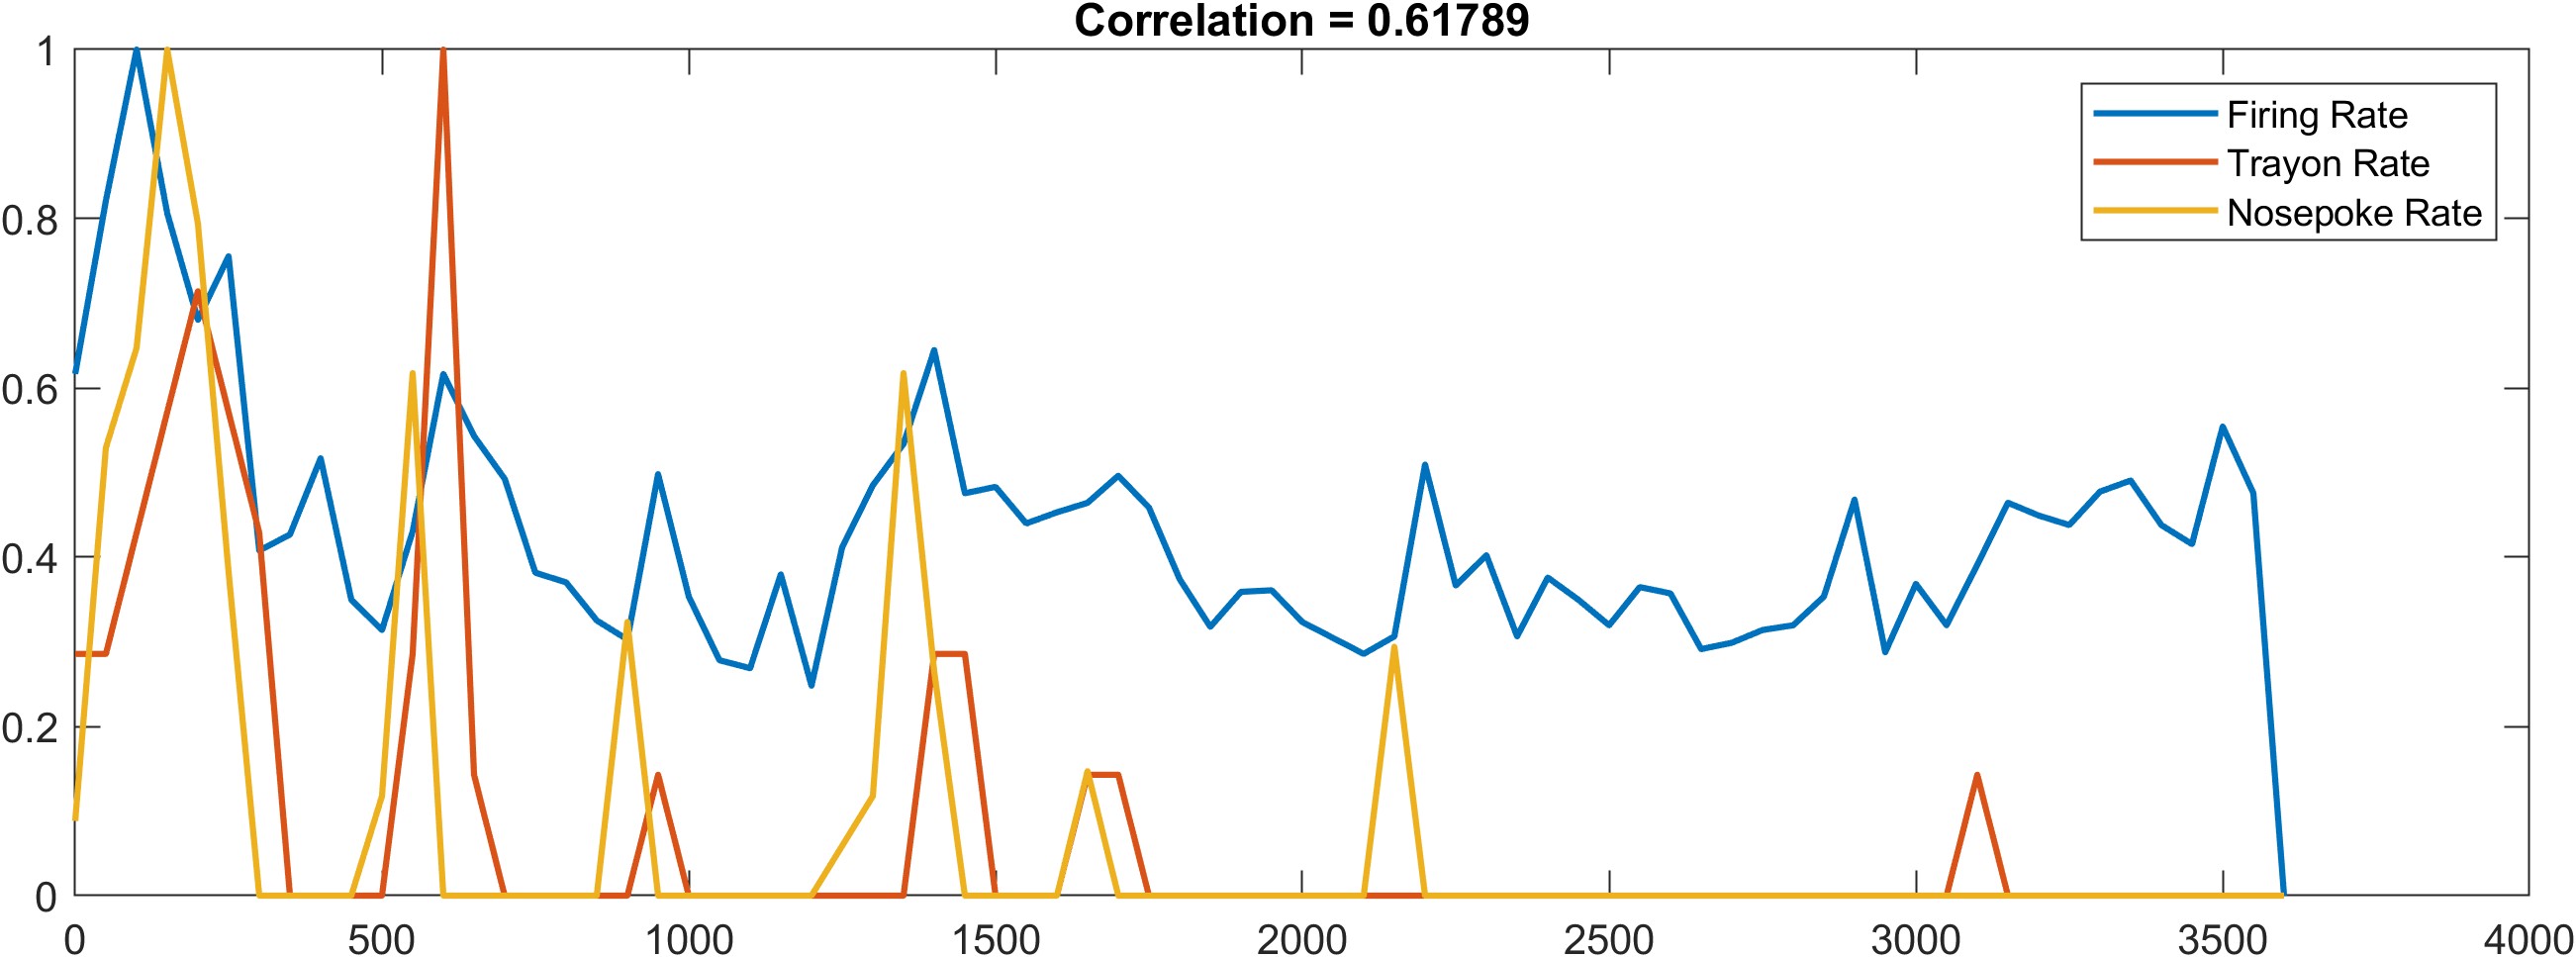 Correlation = 0.61789
1
0.8
0.6
0.4
0.2
0
Firing Rate
Trayon Rate
Nosepoke Rate
0 500 1000 1500 2000 2500 3000 3500 4000